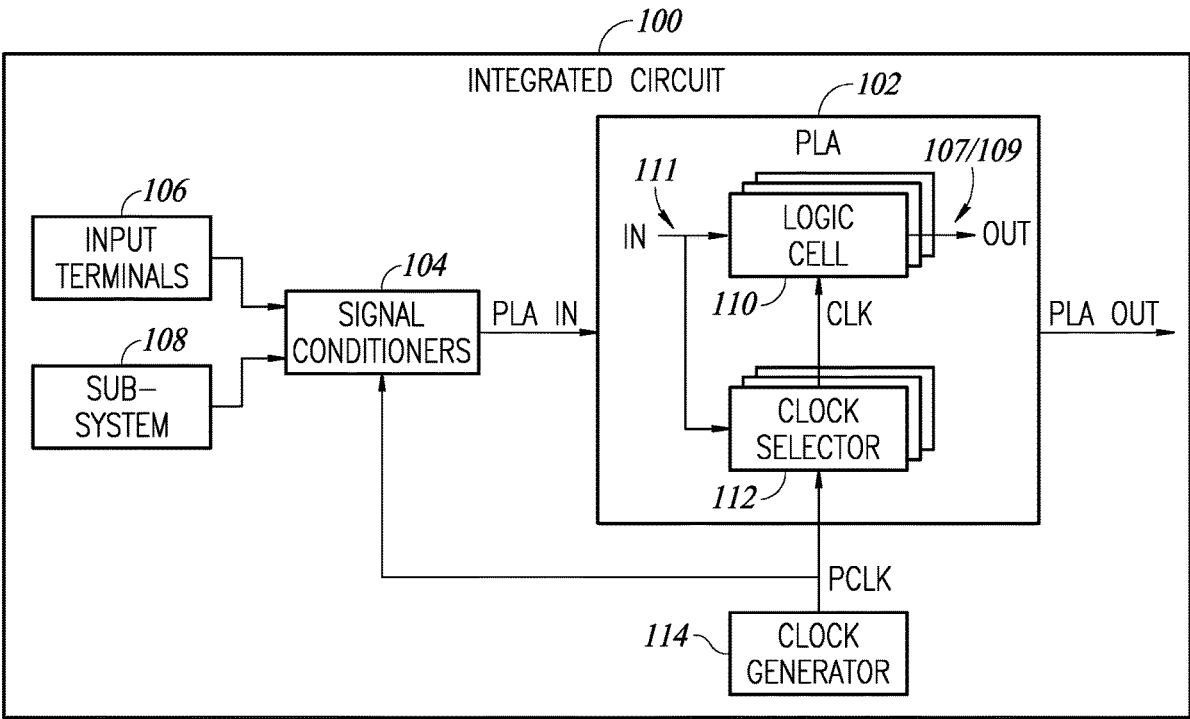 100
INTEGRATED CIRCUIT
102
PLA
107/109
111
106
INPUT
TERMINALS
IN
LOGIC
CELL
OUT
104
110
SIGNAL
CONDITIONERS
PLA IN
CLK
PLA OUT
108
SUB-
SYSTEM
CLOCK
SELECTOR
112
PCLK
114
CLOCK
GENERATOR